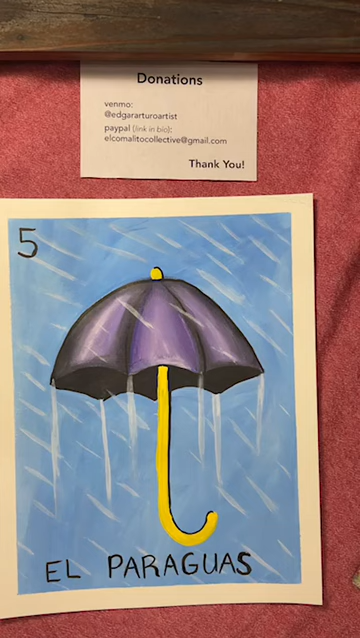 Donations
venmo:
@edgararturoartist
paypal (link in bio):
elcomalitocollective@gmail.com
Thank You!
5
EL PARAGUAS